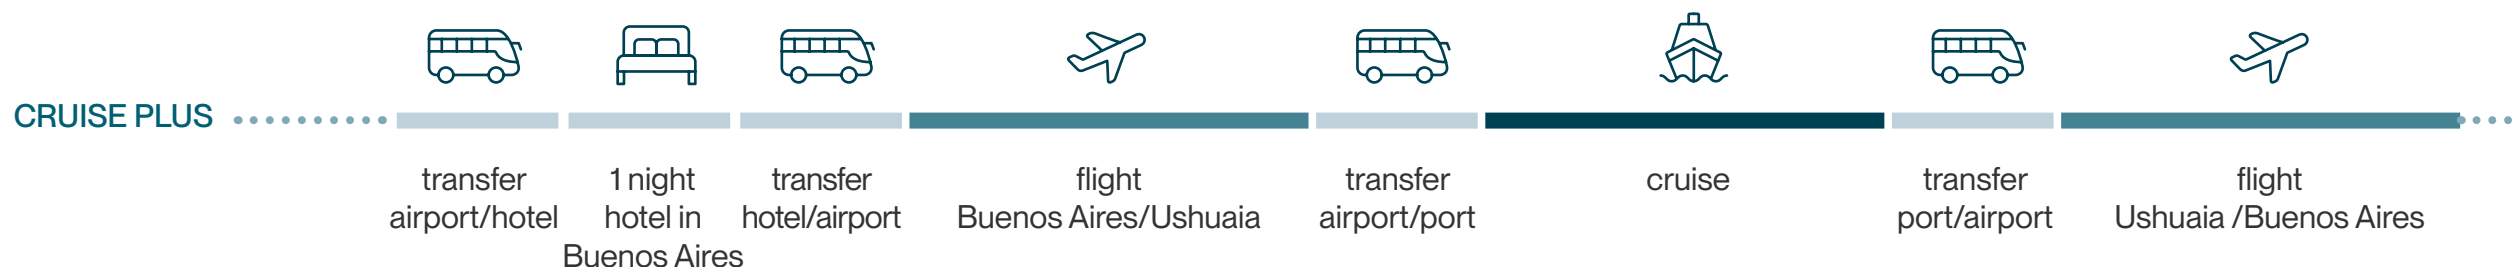 CRUISE PLUS
transfer
airport/hotel
1 night
hotel in
Buenos Aires
transfer
hotel/airport
flight
Buenos Aires/Ushuaia
transfer
airport/port
cruise
transfer
port/airport
flight
Ushuaia /Buenos Aires